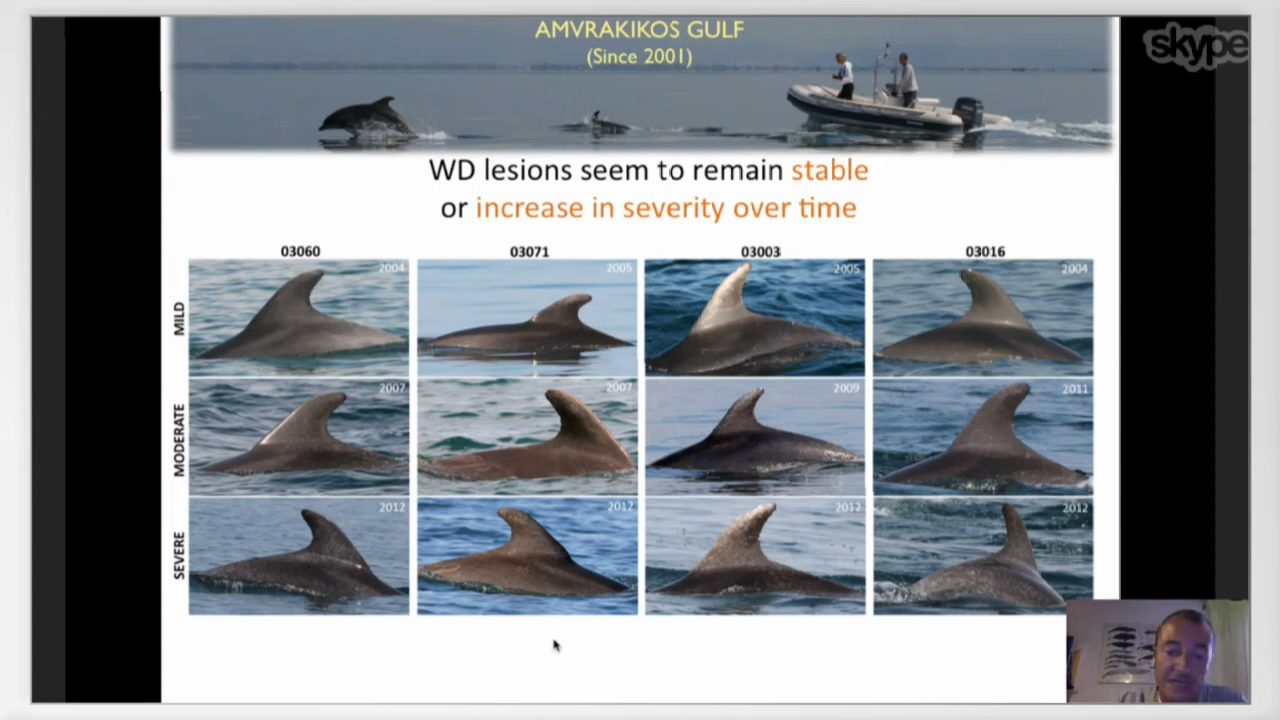 AMVRAKIKOS GULF
(Since 2001)
skype
WD lesions seem to remain stable
or increase in severity over time
03060 03071 03003 03016
MILD 2004 2005 2005 2004
MODERATE 2007 2007 2009 2011
SEVERE 2012 2012 2012 2012